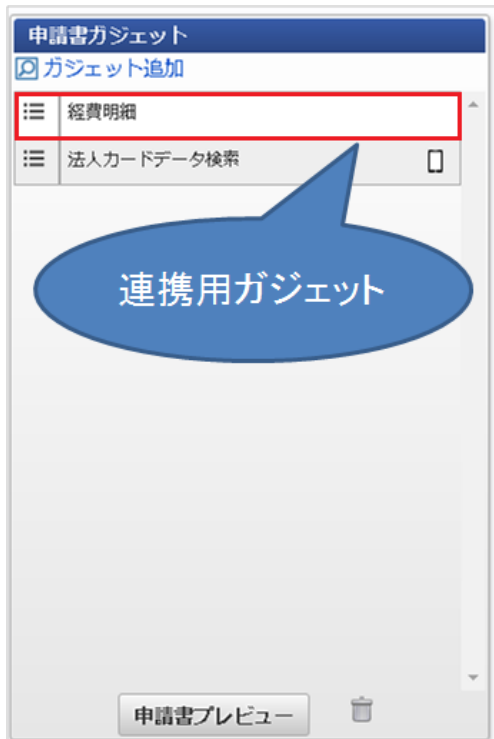 申請書ガジェット
ガジェット追加
経費明細
法人カードデータ検索
連携用ガジェット
申請書プレビュー